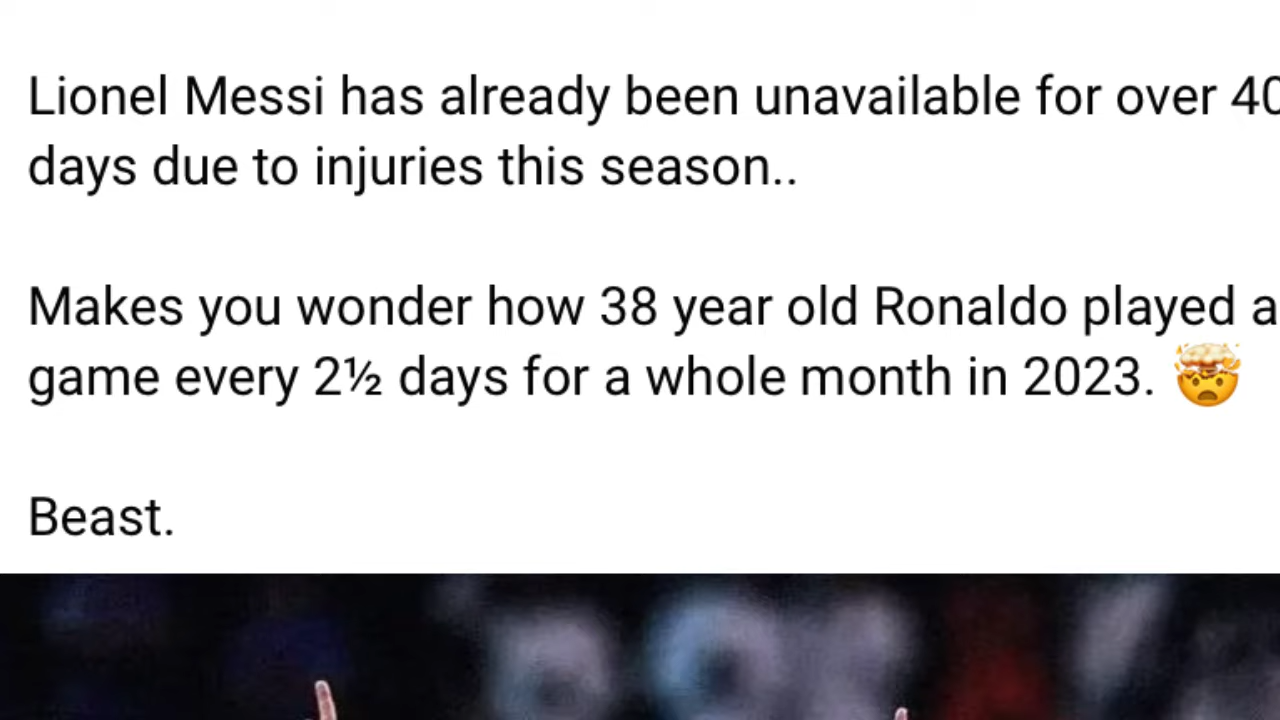 Lionel Messi has already been unavailable for over 40
days due to injuries this season..
Makes you wonder how 38 year old Ronaldo played a
game every 2½ days for a whole month in 2023. 🤯
Beast.